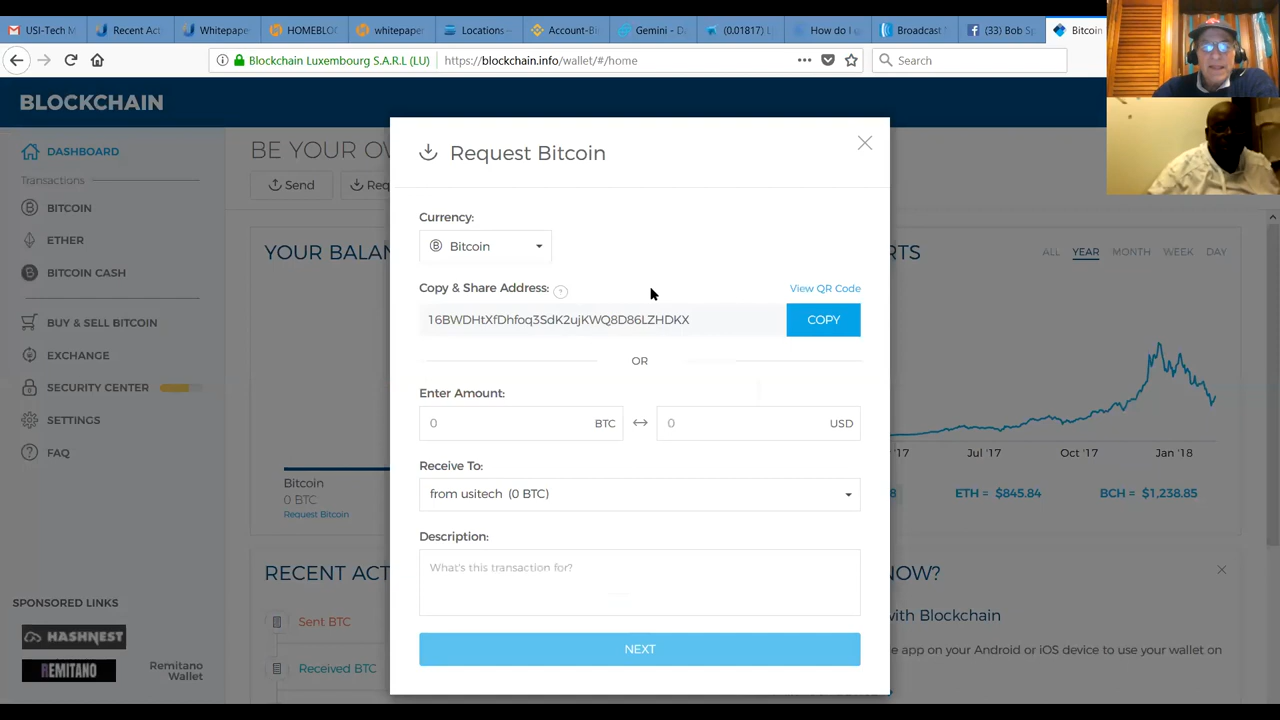 USI-Tech M
Recent Act
Whitepape
HOMEBLO
whitepape
Locations
Account-Bi
Gemini - D
(0.01817) L
How do I
Broadcast
(33) Bob Sp
Bitcoin
Blockchain Luxembourg S.A.R.L (LU)
https://blockchain.info/wallet/#/home
Search
BLOCKCHAIN
DASHBOARD
Transactions
BITCOIN
ETHER
BITCOIN CASH
BUY & SELL BITCOIN
EXCHANGE
SECURITY CENTER
SETTINGS
FAQ
SPONSORED LINKS
HASHNEST
REMITANO
Remitano
Wallet
BE YOUR OW
Send
Req
YOUR BALAN
Bitcoin
0 BTC
Request Bitcoin
RECENT ACT
Sent BTC
Received BTC
Request Bitcoin
Currency:
Bitcoin
Copy & Share Address: ?
View QR Code
16BWDHtXfDhfoq3SdK2ujKWQ8D86LZHDKX
COPY
OR
Enter Amount:
0 BTC
0 USD
Receive To:
from usitech (0 BTC)
Description:
What's this transaction for?
NEXT
RTS
ALL YEAR MONTH WEEK DAY
'17 Jul '17 Oct '17 Jan '18
8 ETH = $845.84 BCH = $1,238.85
NOW?
with Blockchain
e app on your Android or iOS device to use your wallet on